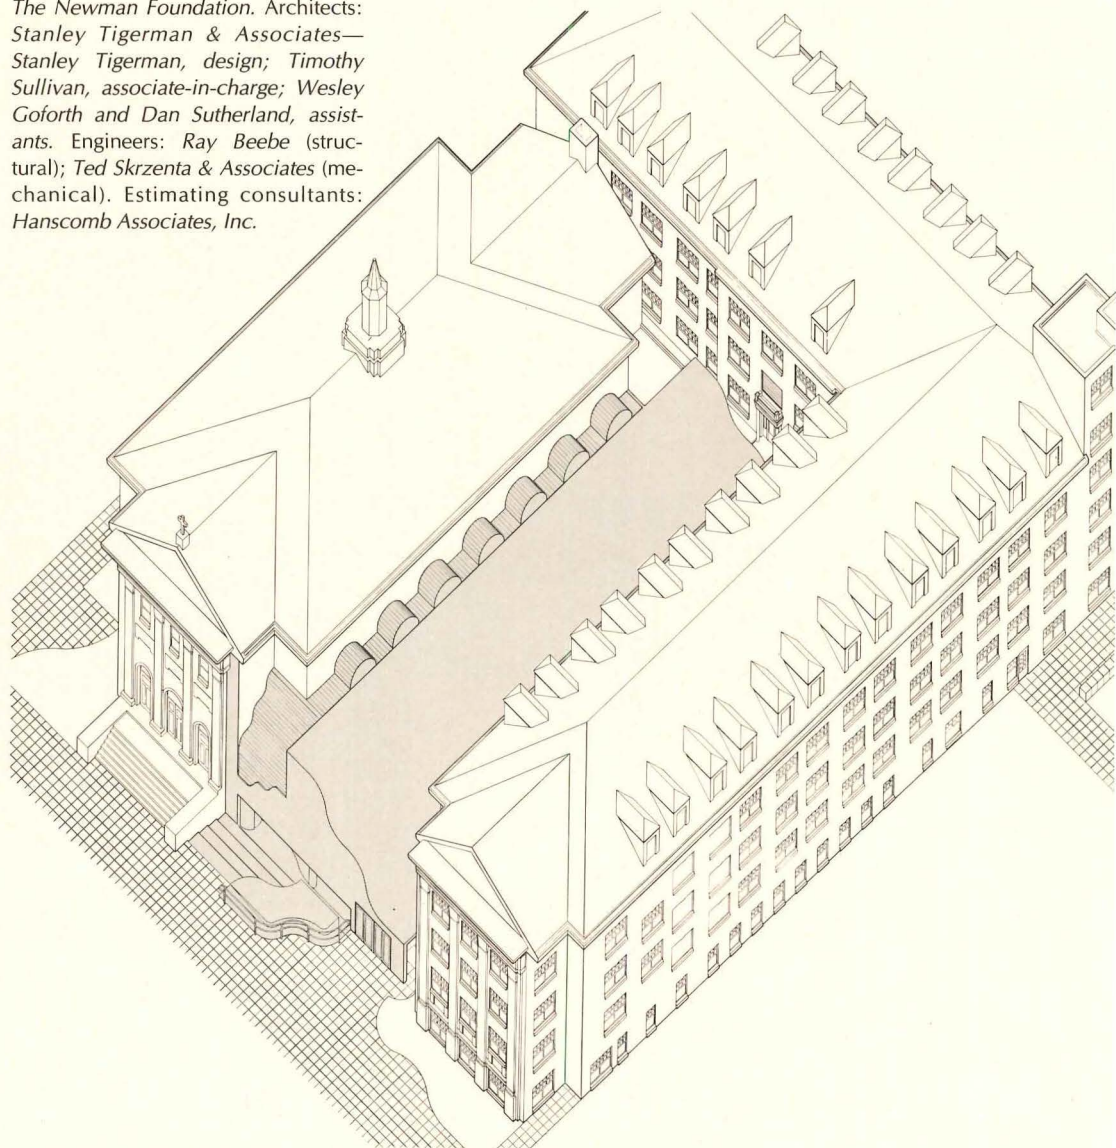 The Newman Foundation. Architects:
Stanley Tigerman & Associates—
Stanley Tigerman, design; Timothy
Sullivan, associate-in-charge; Wesley
Goforth and Dan Sutherland, assist-
ants. Engineers: Ray Beebe (struc-
tural); Ted Skrzenta & Associates (me-
chanical). Estimating consultants:
Hanscomb Associates, Inc.